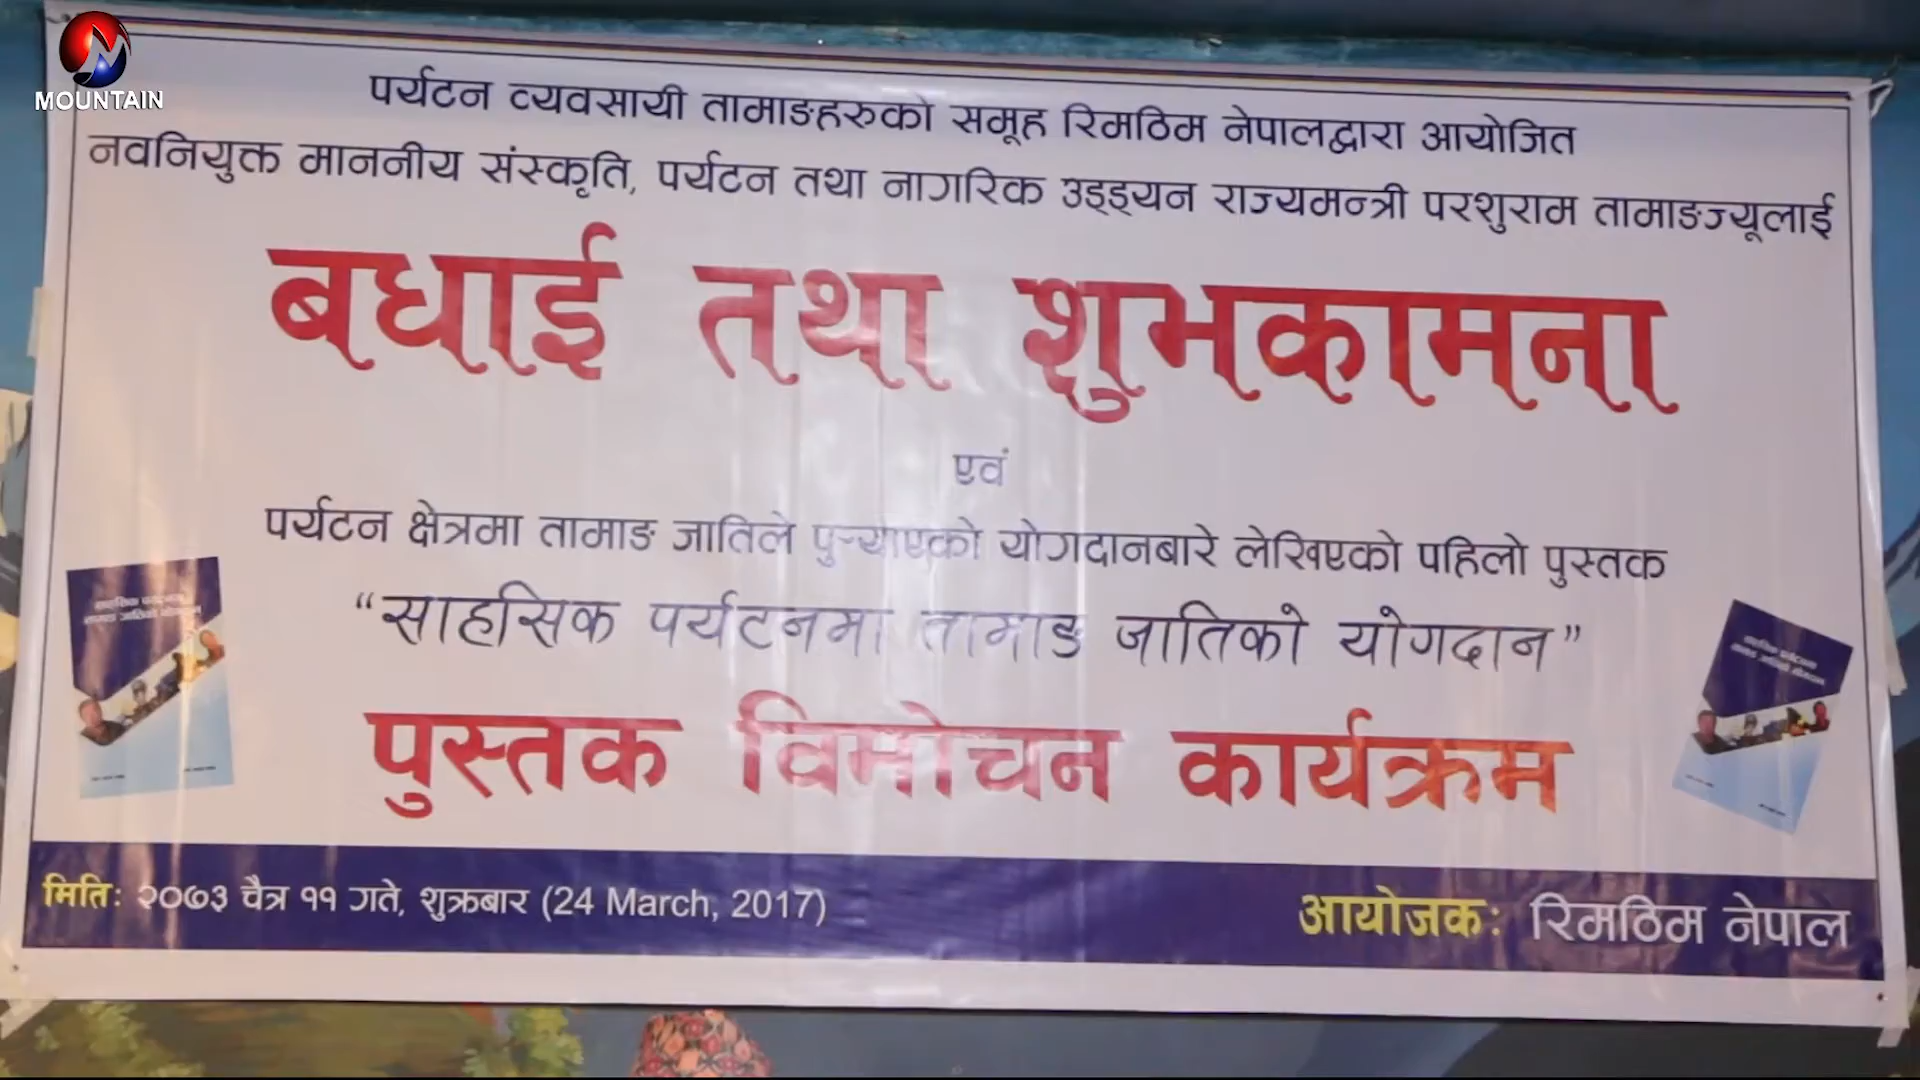 MOUNTAIN
पर्यटन व्यवसायी तामाङहरुको समूह रिमठिम नेपालद्वारा आयोजित
नवनियुक्त माननीय संस्कृति, पर्यटन तथा नागरिक उड्ड्यन राज्यमन्त्री परशुराम तामाङज्यूलाई
बधाई तथा शुभकामना
एवं
पर्यटन क्षेत्रमा तामाङ जातिले पुऱ्याएको योगदानबारे लेखिएको पहिलो पुस्तक
“साहसिक पर्यटनमा तामाङ जातिको योगदान”
पुस्तक विमोचन कार्यक्रम
मितिः २०७३ चैत्र ११ गते, शुक्रबार (24 March, 2017)
आयोजकः रिमठिम नेपाल